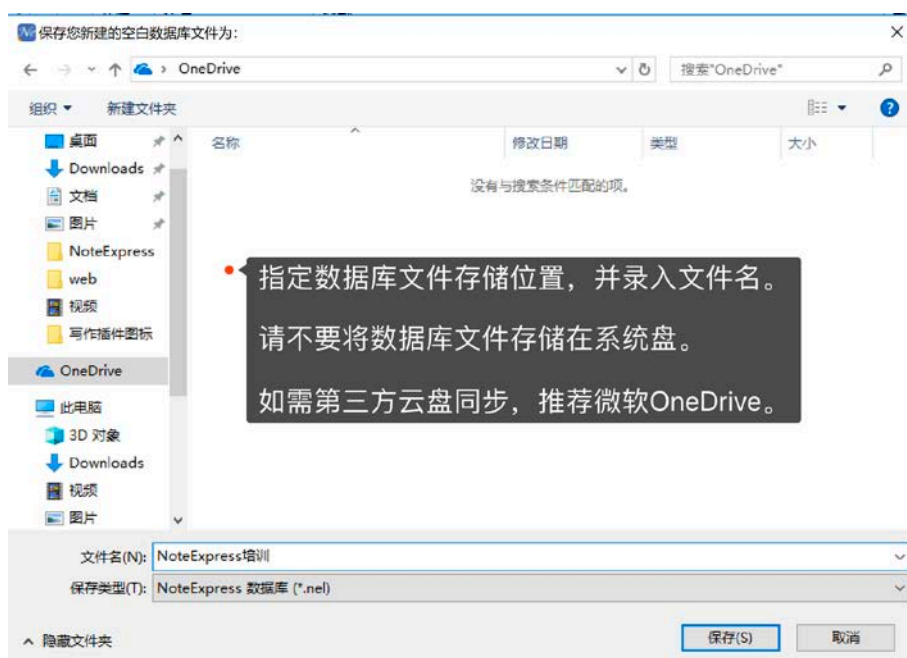 保存您新建的空白数据库文件为:
OneDrive
搜索"OneDrive"
组织
新建文件夹
名称
修改日期
类型
大小
没有与搜索条件匹配的项。
桌面
Downloads
文档
图片
NoteExpress
web
视频
写作插件图标
OneDrive
此电脑
3D 对象
Downloads
视频
图片
指定数据库文件存储位置，并录入文件名。
请不要将数据库文件存储在系统盘。
如需第三方云盘同步，推荐微软OneDrive。
文件名(N): NoteExpress培训
保存类型(T): NoteExpress 数据库 (*.nel)
隐藏文件夹
保存(S)
取消